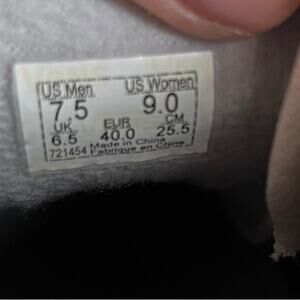 US Men US Women
7.5 9.0
UK EUR CM
6.5 40.0 25.5
721454 Made in China
Fabrique en Chine